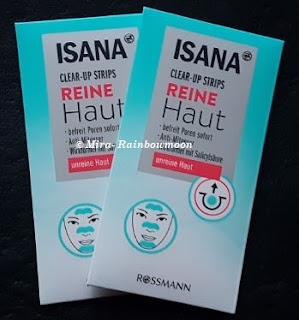 ISANA
CLEAR-UP STRIPS
REINE
Haut
• befreit Poren sofort
• Anti-Mitesser
unreine Haut
ISANA
CLEAR-UP STRIPS
REINE
Haut
• befreit Poren sofort
• Anti-Mitesser
mit Salicylsäure
unreine Haut
ROSSMANN
© Mira-Rainbowmoon